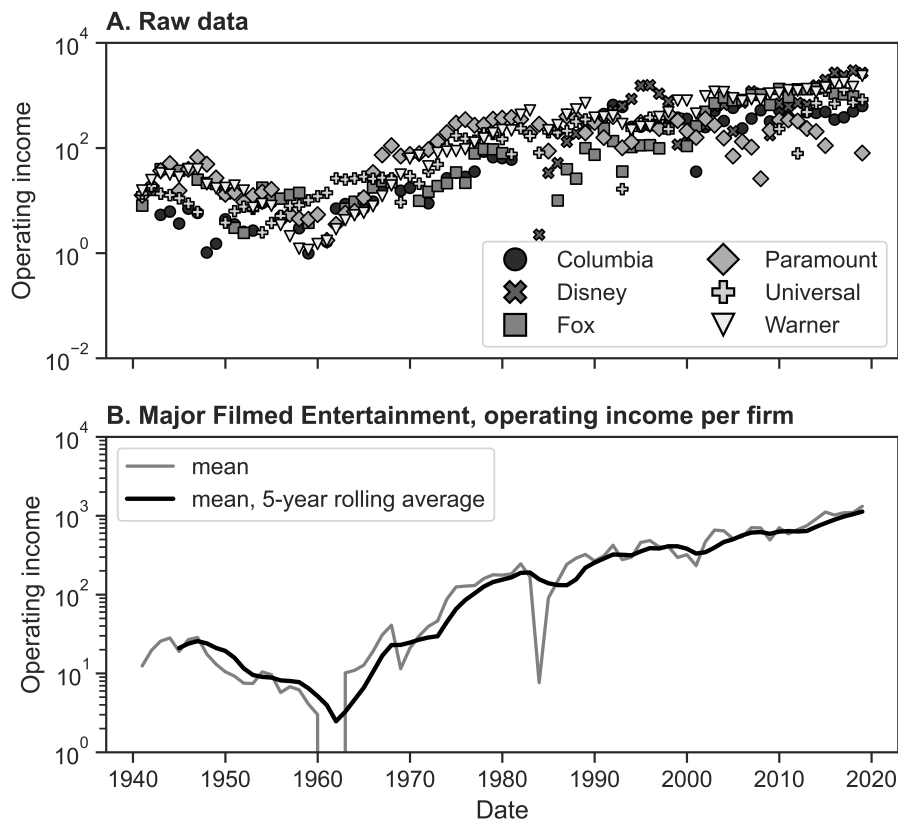 A. Raw data
10^4
10^2
10^0
10^−2
Operating income
Columbia
Disney
Fox
Paramount
Universal
Warner
B. Major Filmed Entertainment, operating income per firm
10^4
10^3
10^2
10^1
10^0
Operating income
mean
mean, 5-year rolling average
1940 1950 1960 1970 1980 1990 2000 2010 2020
Date